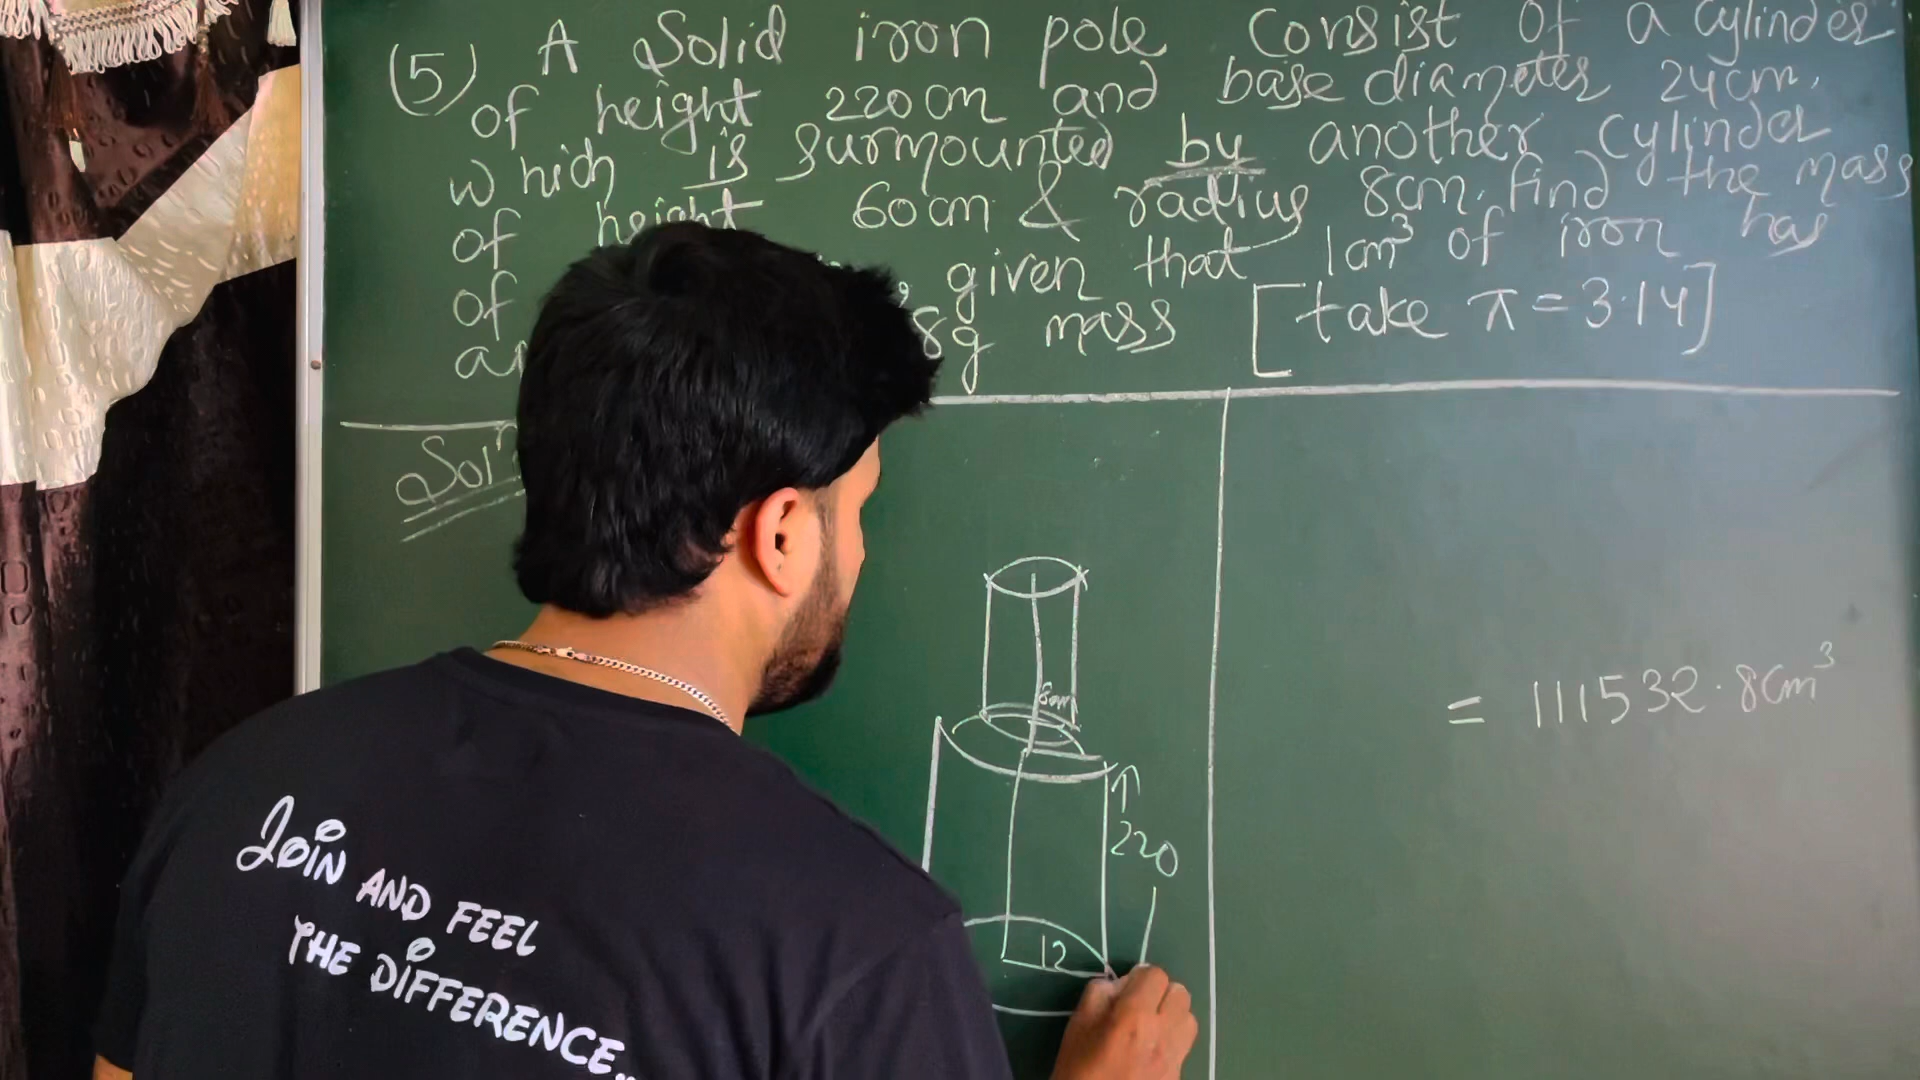 (5) A Solid iron pole Consist Of a Cylinder
of height 220cm and base diameter 24cm,
which is surmounted by another cylinder
of height 60cm & radius 8cm. find the mass
of given that 1cm³ of iron has
8g mass [take π = 3.14]
Solⁿ
8cm
220
12
= 111532.8cm³
JOIN AND FEEL
THE DIFFERENCE...